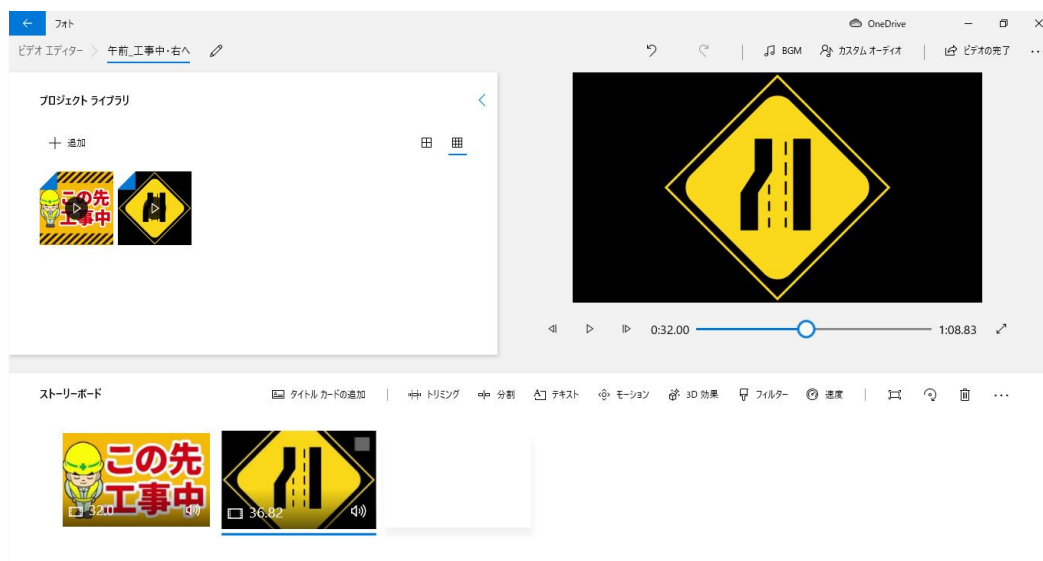 フォト
OneDrive
ビデオ エディター
午前_工事中・右へ
BGM
カスタム オーディオ
ビデオの完了
プロジェクト ライブラリ
追加
この先
工事中
0:32.00
1:08.83
ストーリーボード
タイトル カードの追加
トリミング
分割
テキスト
モーション
3D 効果
フィルター
速度
この先
工事中
32.0
36.82